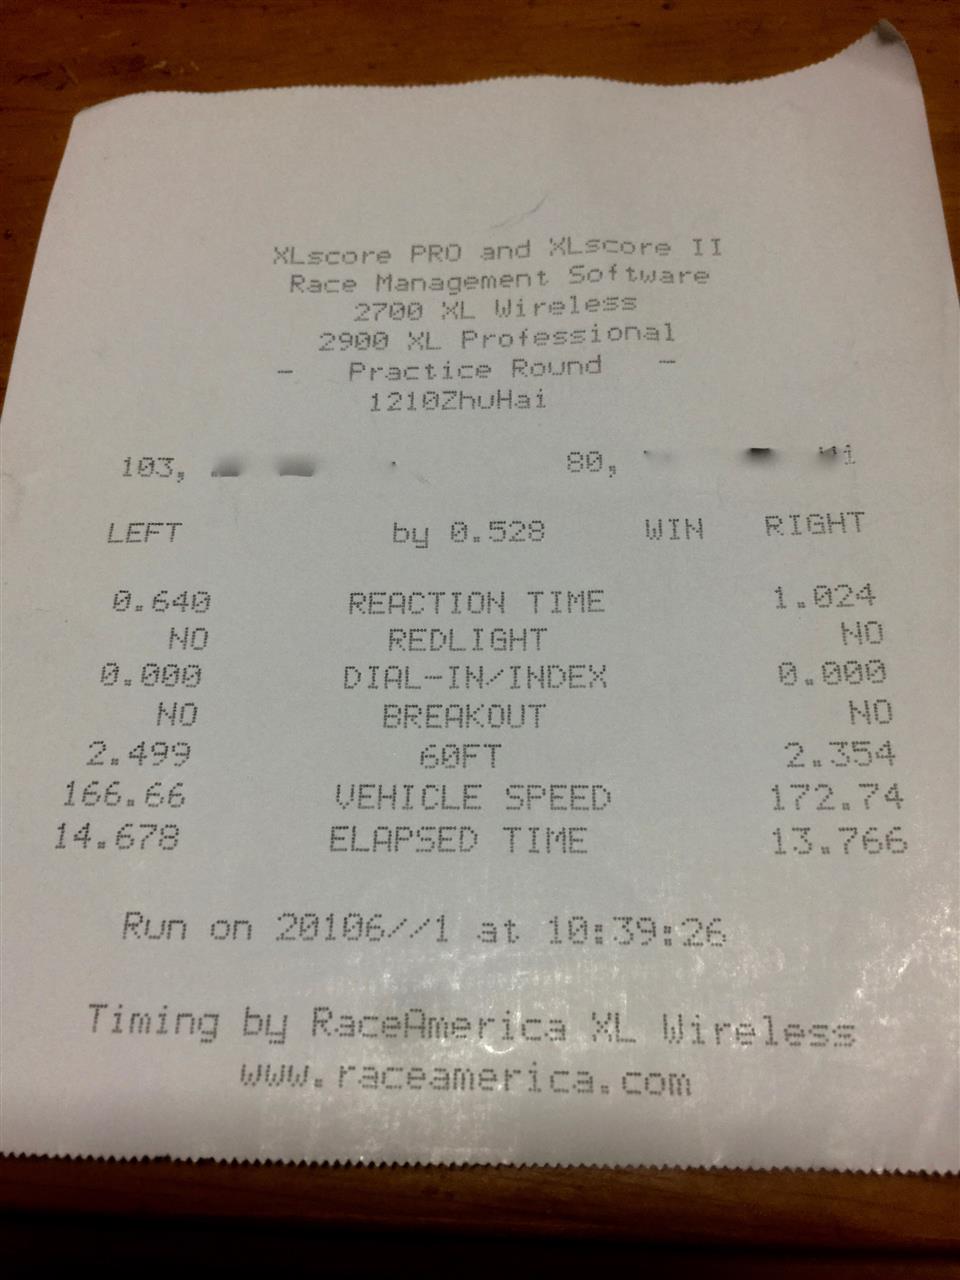 XLscore PRO and XLscore II
Race Management Software
2700 XL Wireless
2900 XL Professional
- Practice Round -
1210ZhuHai
103, 80,
LEFT by 0.528 WIN RIGHT
0.640 REACTION TIME 1.024
NO REDLIGHT NO
0.000 DIAL-IN/INDEX 0.000
NO BREAKOUT NO
2.499 60FT 2.354
166.66 VEHICLE SPEED 172.74
14.678 ELAPSED TIME 13.766
Run on 20106//1 at 10:39:26
Timing by RaceAmerica XL Wireless
www.raceamerica.com